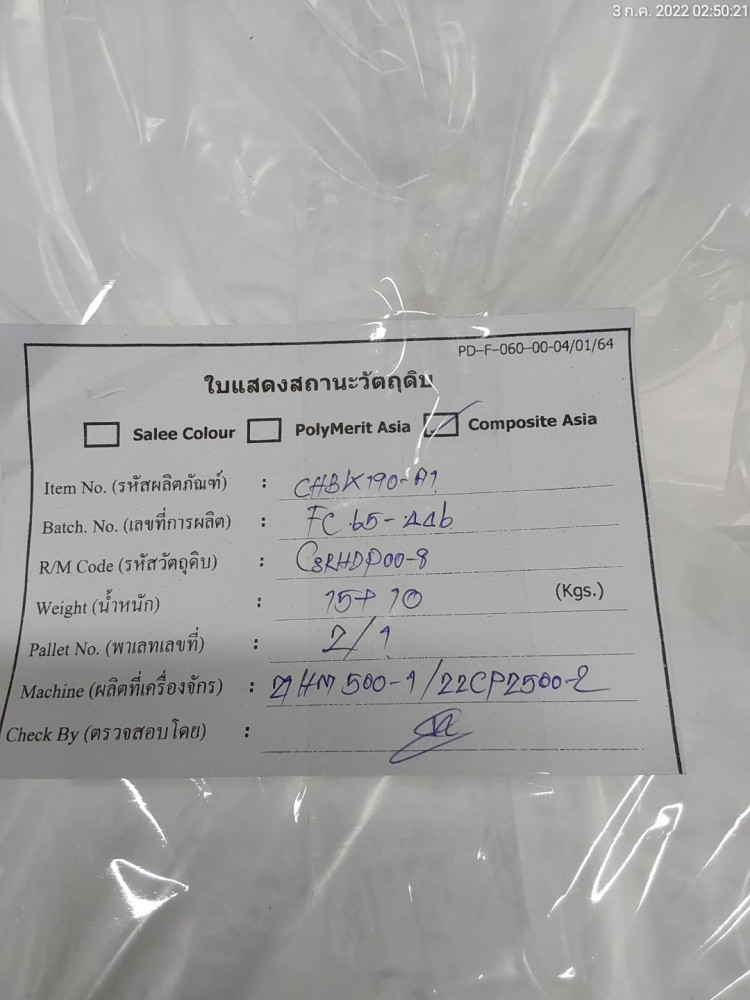 3 ก.ค. 2022 02:50:21
PD-F-060-00-04/01/64
ใบแสดงสถานะวัตถุดิบ
Salee Colour PolyMerit Asia Composite Asia
Item No. (รหัสผลิตภัณฑ์) : CHBK190-A1
Batch. No. (เลขที่การผลิต) : FC 65-446
R/M Code (รหัสวัตถุดิบ) : CSRHDP00-8
Weight (น้ำหนัก) : (Kgs.)
Pallet No. (พาเลทเลขที่) : 2/1
Machine (ผลิตที่เครื่องจักร) : 500-1/22CP2500-2
Check By (ตรวจสอบโดย) :